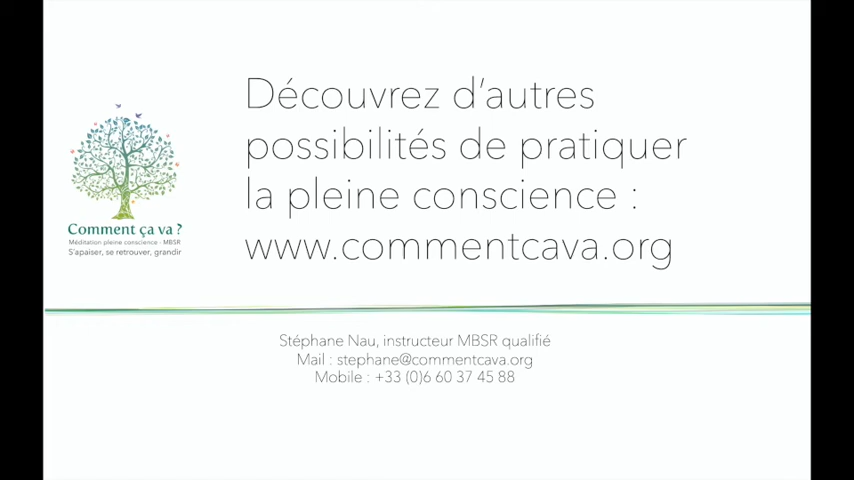 Découvrez d'autres
possibilités de pratiquer
la pleine conscience :
www.commentcava.org
Comment ça va ?
Méditation pleine conscience - MBSR
S'apaiser, se retrouver, grandir
Stéphane Nau, instructeur MBSR qualifié
Mail : stephane@commentcava.org
Mobile : +33 (0)6 60 37 45 88